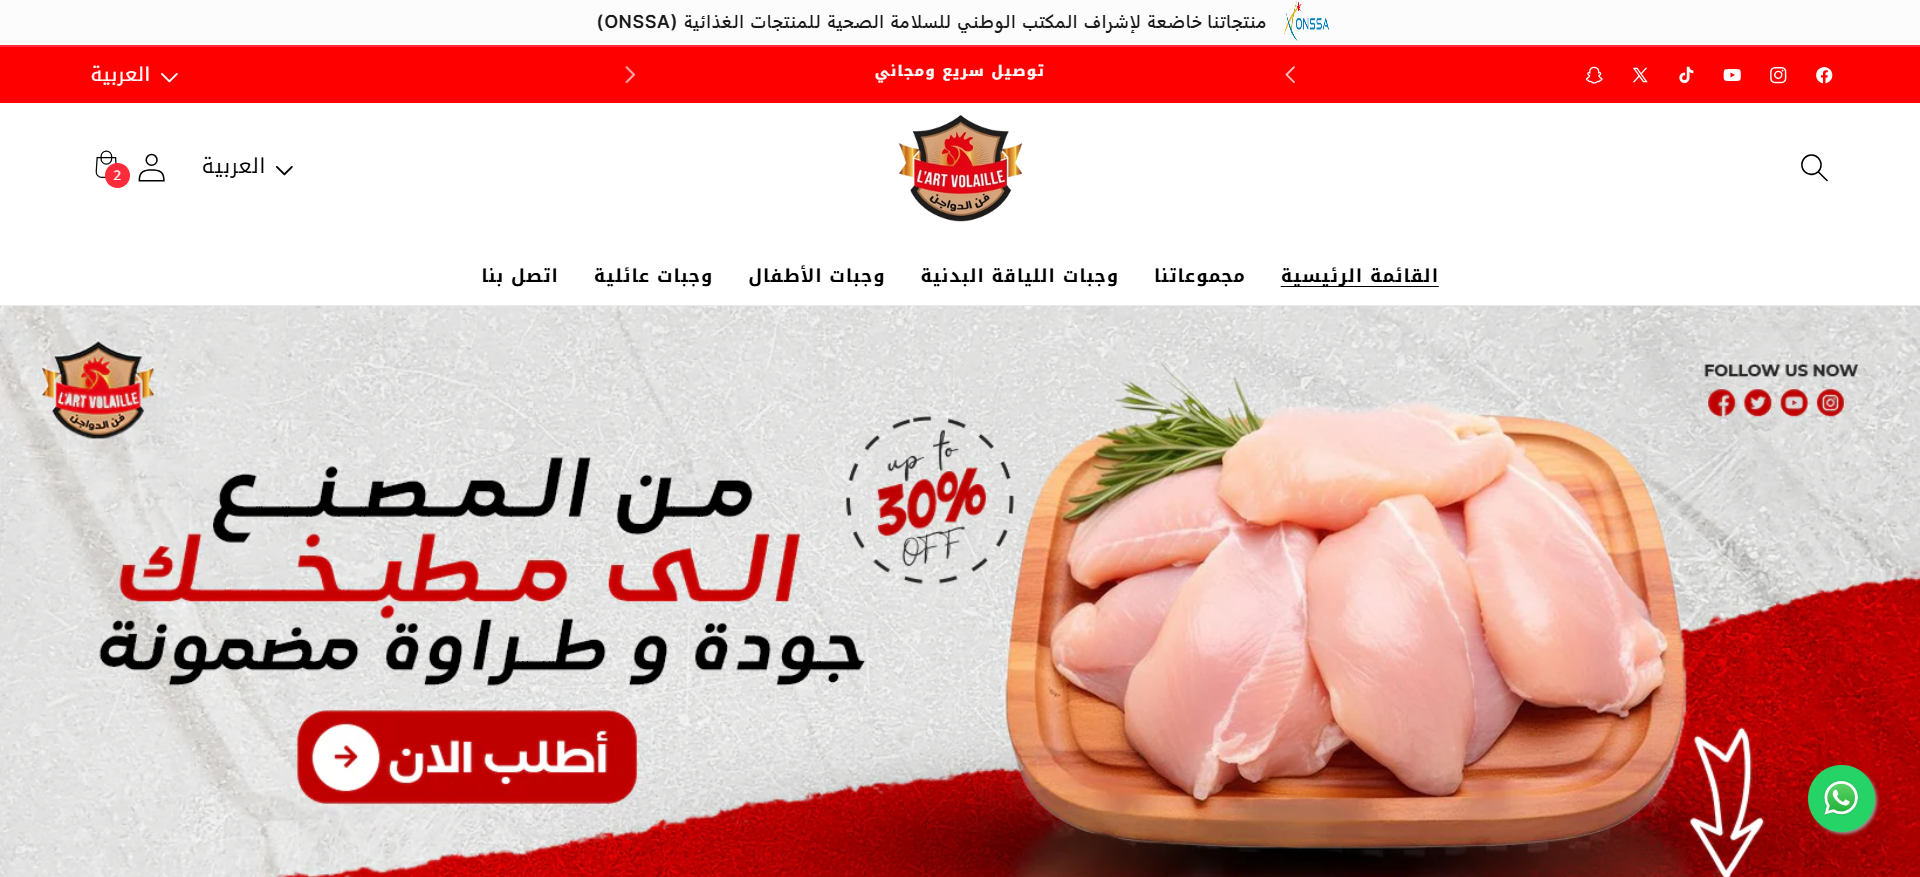 منتجاتنا خاضعة لإشراف المكتب الوطني للسلامة الصحية للمنتجات الغذائية (ONSSA)
ONSSA
توصيل سريع ومجاني
العربية
العربية
2
L'ART VOLAILLE
فن الدواجن
القائمة الرئيسية
مجموعاتنا
وجبات اللياقة البدنية
وجبات الأطفال
وجبات عائلية
اتصل بنا
L'ART VOLAILLE
فن الدواجن
FOLLOW US NOW
من المصنع
الى مطبخك
جودة و طراوة مضمونة
up to
30%
OFF
أطلب الان